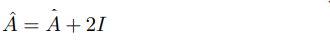 Â = Â + 2I